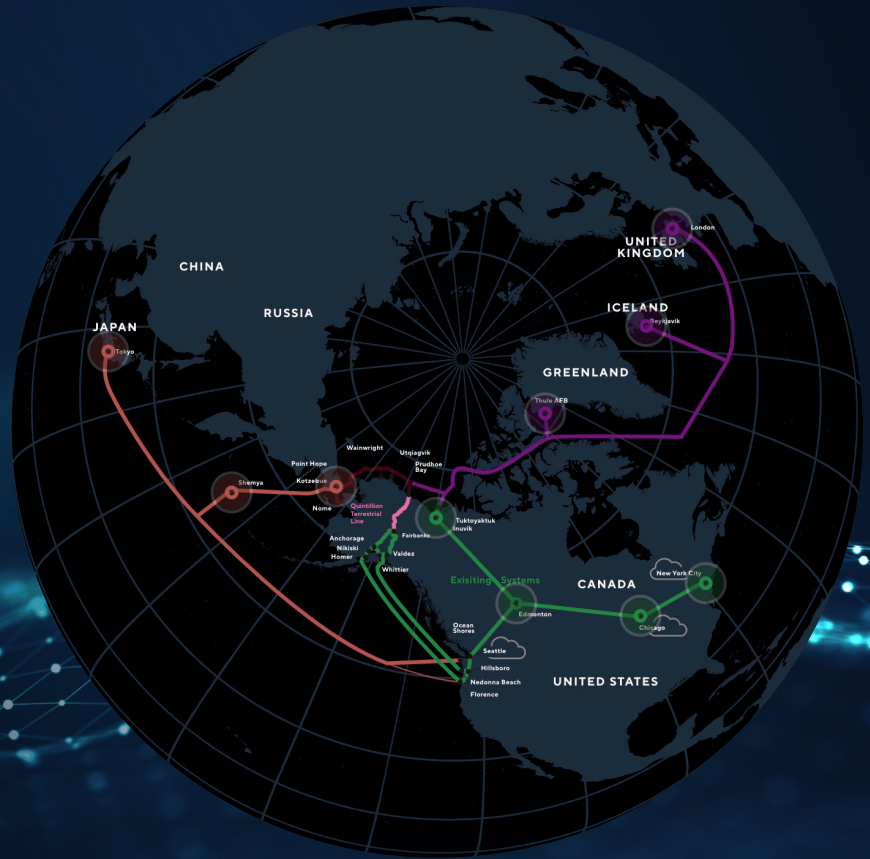 London
UNITED
KINGDOM
CHINA
ICELAND
Reykjavik
RUSSIA
JAPAN
Tokyo
GREENLAND
Thule AFB
Wainwright
Utqiagvik
Point Hope
Prudhoe
Bay
Kotzebue
Shemya
Nome
Quintillion
Terrestrial
Line
Tuktoyaktuk
Inuvik
Anchorage
Fairbanks
Nikiski
Homer
Valdez
Whittier
New York City
Exisiting Systems
CANADA
Edmonton
Ocean
Shores
Chicago
Seattle
Hillsboro
UNITED STATES
Nedonna Beach
Florence